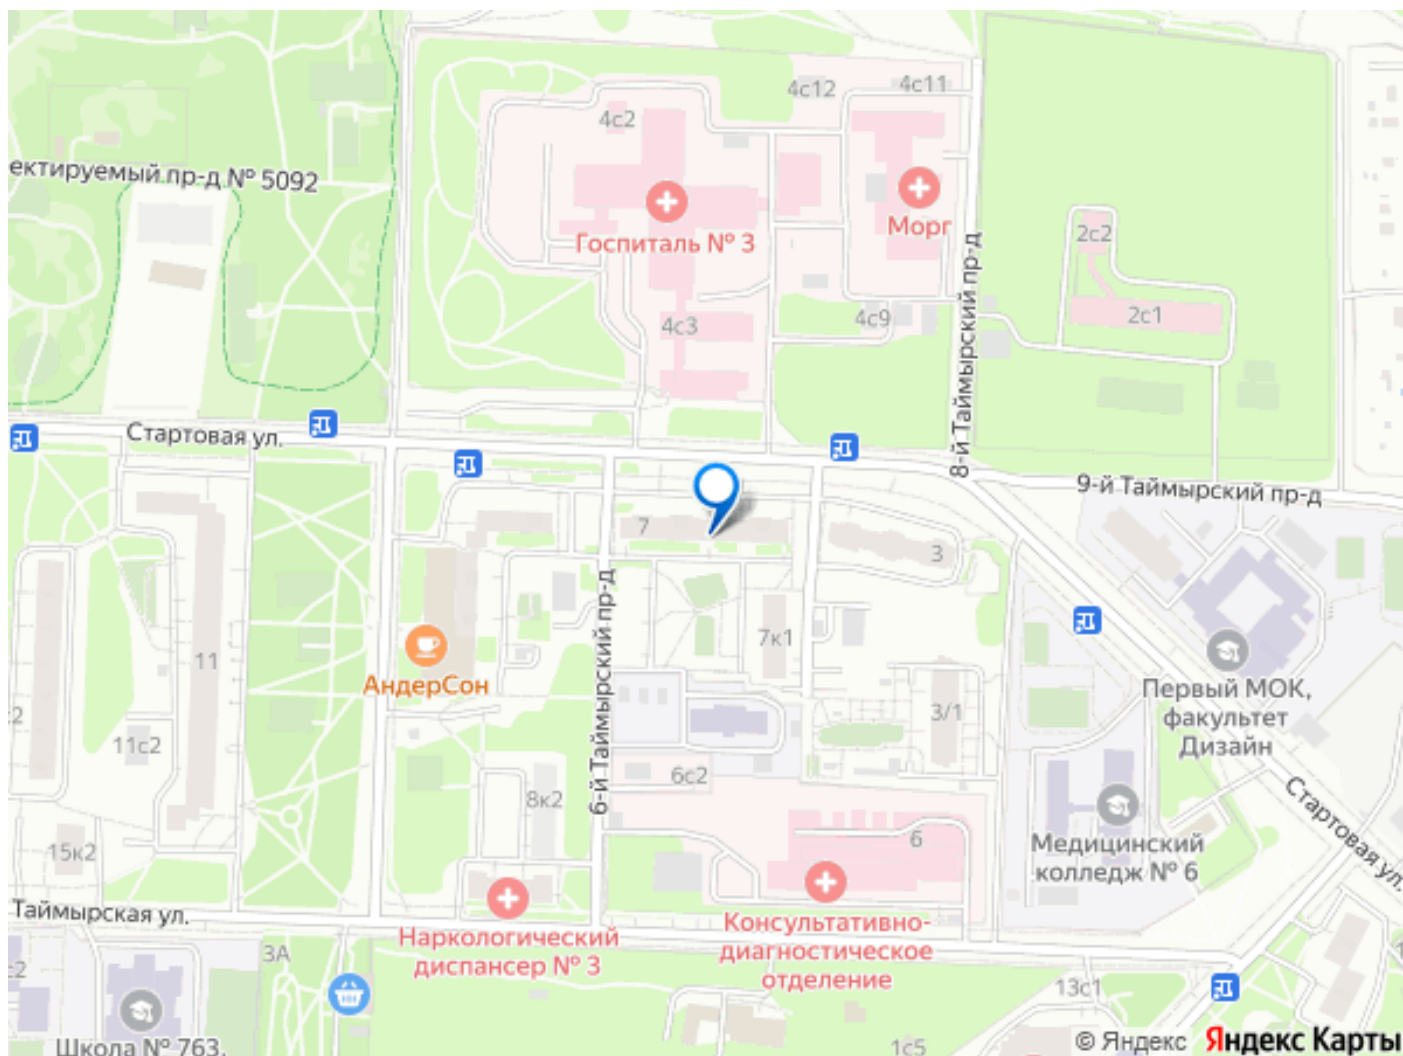 4с12
4с11
4с2
ектируемый пр-д № 5092
Морг
Госпиталь № 3
2с2
2с1
4с3
4с9
8-й Таймырский пр-д
Стартовая ул.
9-й Таймырский пр-д
7
3
6-й Таймырский пр-д
7к1
11
АндерСон
Первый МОК,
факультет
Дизайн
3/1
11с2
6с2
8к2
Стартовая ул.
6
15к2
Медицинский
колледж № 6
Таймырская ул.
Наркологический
диспансер № 3
Консультативно-
диагностическое
отделение
3А
13с1
Школа № 763,
1с5
© Яндекс
Яндекс Карты